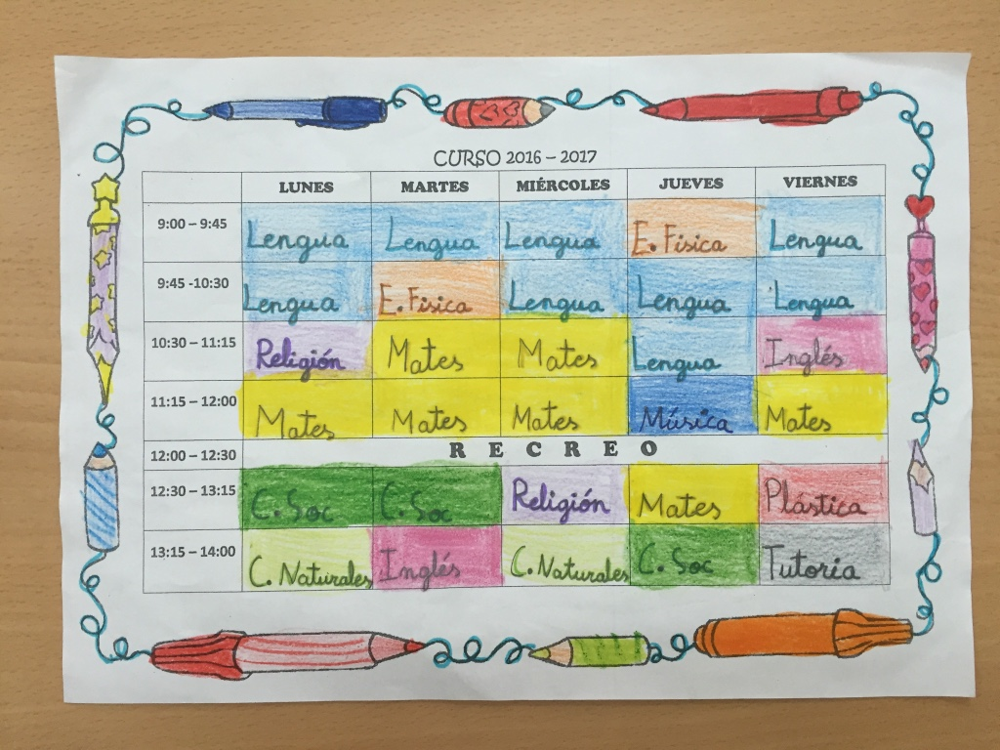 CURSO 2016 – 2017
LUNES MARTES MIÉRCOLES JUEVES VIERNES
9:00 – 9:45 Lengua Lengua Lengua E. Física Lengua
9:45 -10:30 Lengua E. Física Lengua Lengua Lengua
10:30 – 11:15 Religión Mates Mates Lengua Inglés
11:15 – 12:00 Mates Mates Mates Música Mates
12:00 – 12:30 RECREO
12:30 – 13:15 C. Soc C. Soc Religión Mates Plástica
13:15 – 14:00 C. Naturales Inglés C. Naturales C. Soc Tutoria